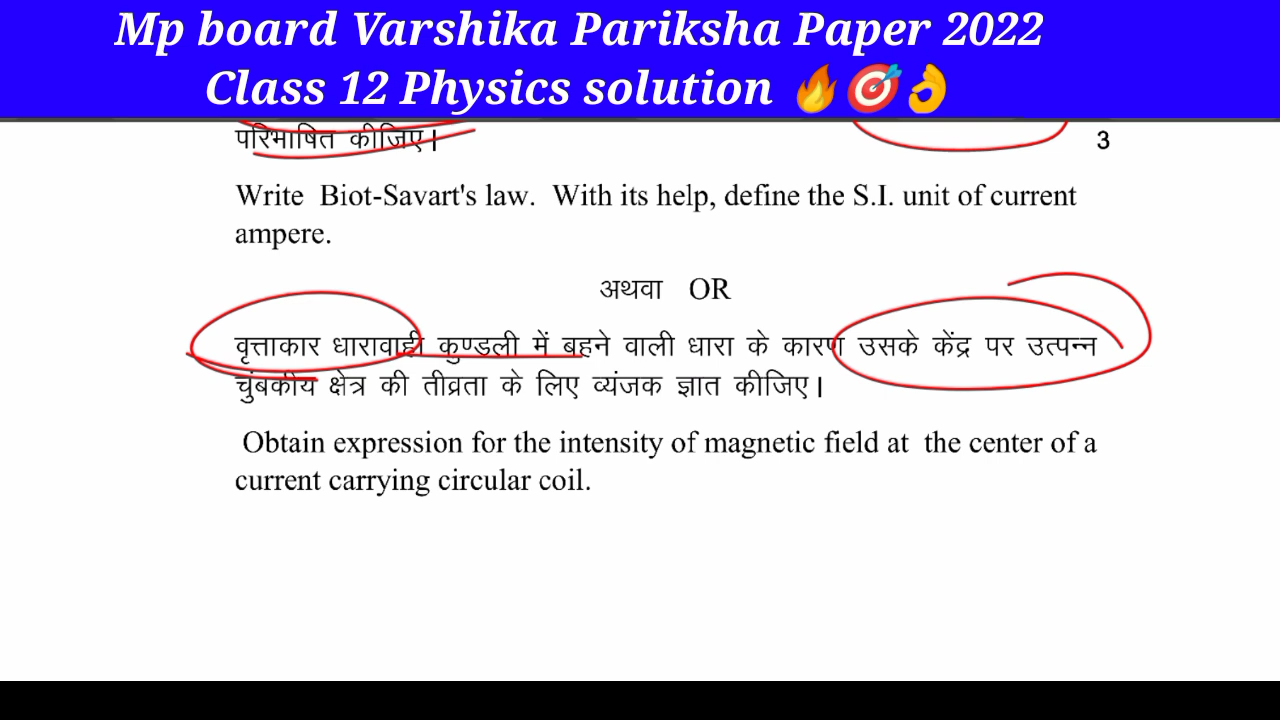 Mp board Varshika Pariksha Paper 2022
Class 12 Physics solution 🔥🎯👌
परिभाषित कीजिए। 3
Write Biot-Savart's law. With its help, define the S.I. unit of current
ampere.
अथवा OR
वृत्ताकार धारावाही कुण्डली में बहने वाली धारा के कारण उसके केंद्र पर उत्पन्न
चुंबकीय क्षेत्र की तीव्रता के लिए व्यंजक ज्ञात कीजिए।
Obtain expression for the intensity of magnetic field at the center of a
current carrying circular coil.